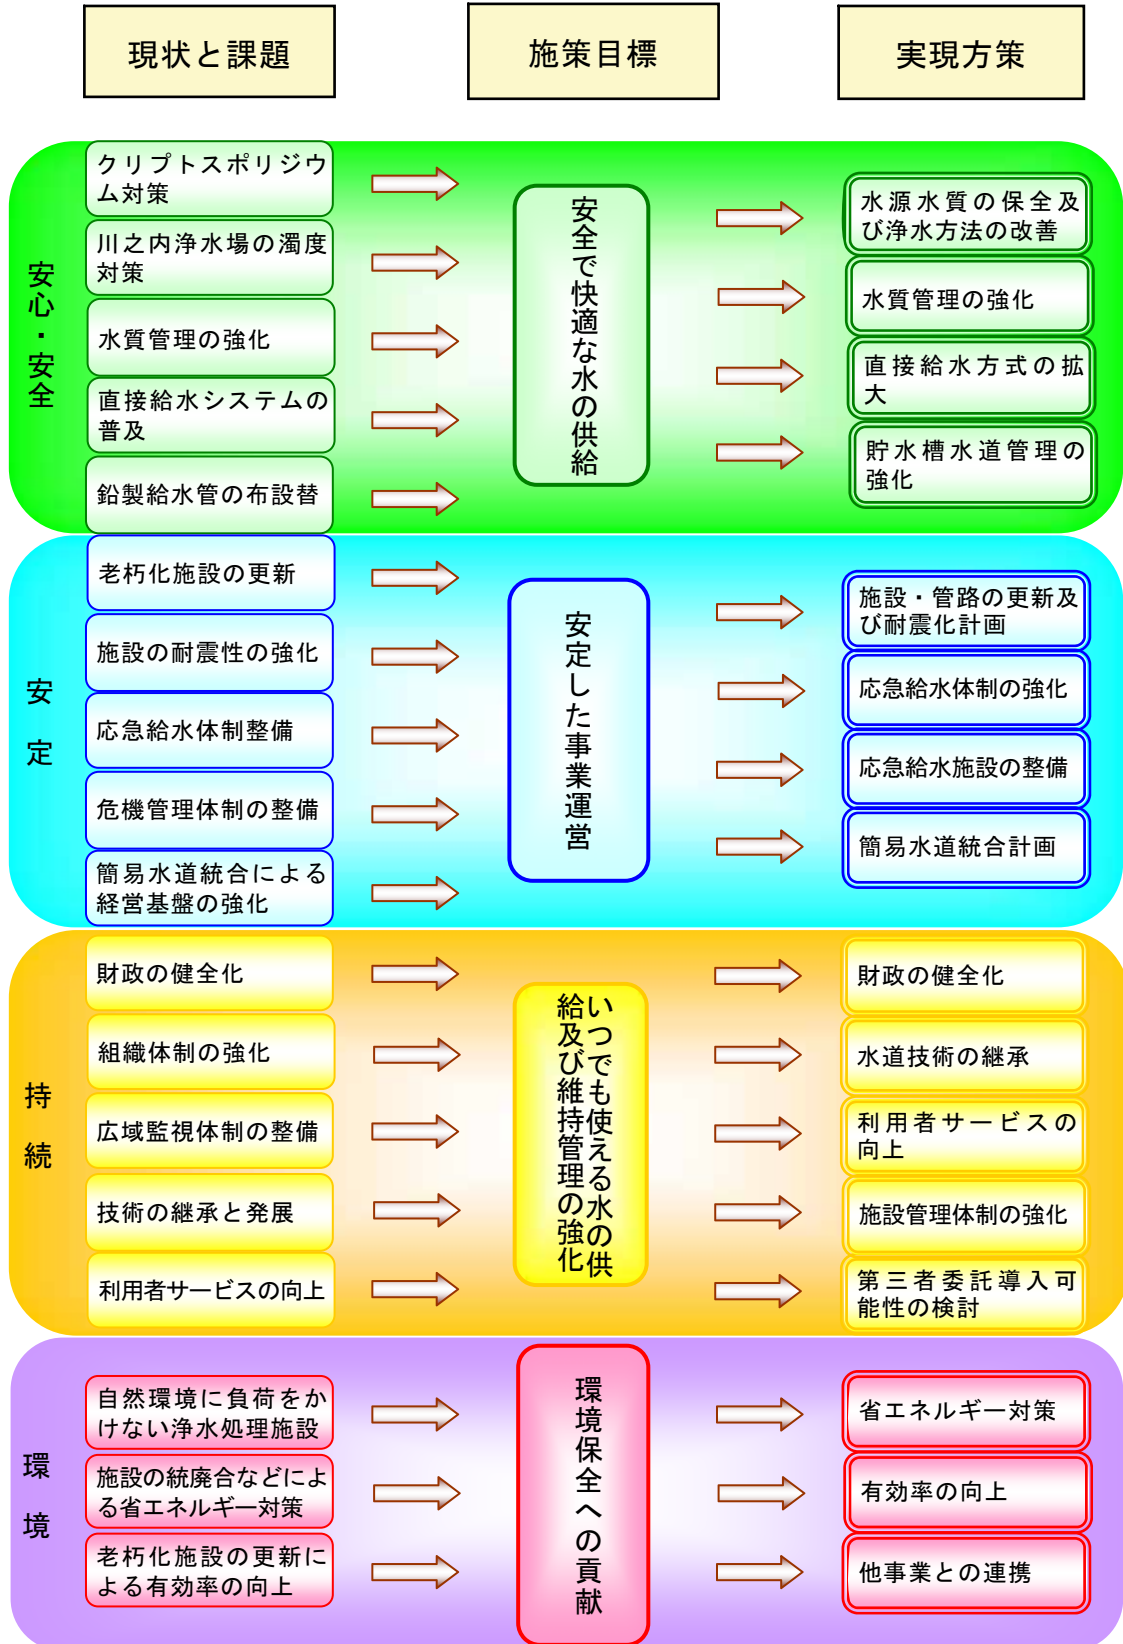 現状と課題
施策目標
実現方策
安心・安全
クリプトスポリジウ
ム対策
川之内浄水場の濁度
対策
水質管理の強化
直接給水システムの
普及
鉛製給水管の布設替
安全で快適な水の供給
水源水質の保全及
び浄水方法の改善
水質管理の強化
直接給水方式の拡
大
貯水槽水道管理の
強化
安定
老朽化施設の更新
施設の耐震性の強化
応急給水体制整備
危機管理体制の整備
簡易水道統合による
経営基盤の強化
安定した事業運営
施設・管路の更新及
び耐震化計画
応急給水体制の強化
応急給水施設の整備
簡易水道統合計画
持続
財政の健全化
組織体制の強化
広域監視体制の整備
技術の継承と発展
利用者サービスの向上
いつでも使える水の供
給及び維持管理の強化
財政の健全化
水道技術の継承
利用者サービスの
向上
施設管理体制の強化
第三者委託導入可
能性の検討
環境
自然環境に負荷をか
けない浄水処理施設
施設の統廃合などによ
る省エネルギー対策
老朽化施設の更新に
よる有効率の向上
環境保全への貢献
省エネルギー対策
有効率の向上
他事業との連携